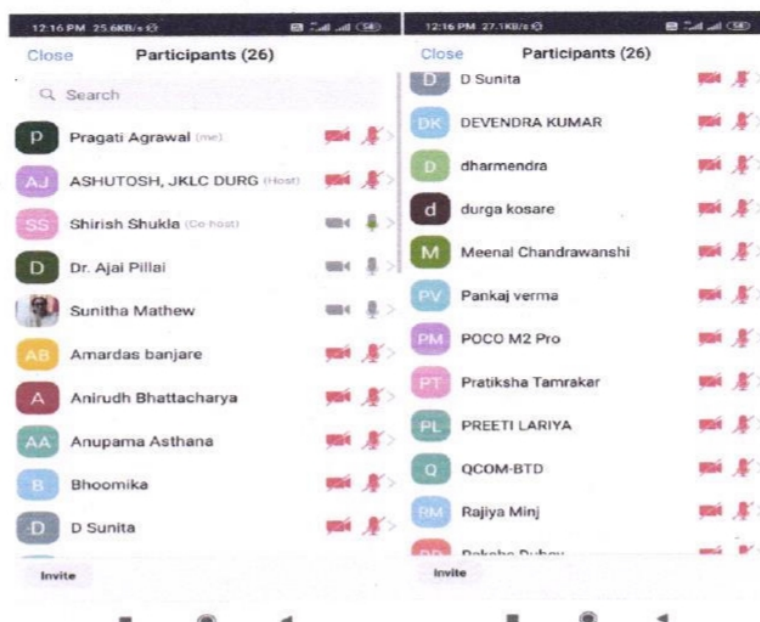 12:16 PM 25.6KB/s
58
Close Participants (26)
Search
p Pragati Agrawal (me)
AJ ASHUTOSH, JKLC DURG (Host)
SS Shirish Shukla (Co-host)
D Dr. Ajai Pillai
Sunitha Mathew
AB Amardas banjare
A Anirudh Bhattacharya
AA Anupama Asthana
B Bhoomika
D D Sunita
Invite
12:16 PM 27.1KB/s
58
Close Participants (26)
D D Sunita
DK DEVENDRA KUMAR
D dharmendra
d durga kosare
M Meenal Chandrawanshi
PV Pankaj verma
PM POCO M2 Pro
PT Pratiksha Tamrakar
PL PREETI LARIYA
Q QCOM-BTD
RM Rajiya Minj
Invite